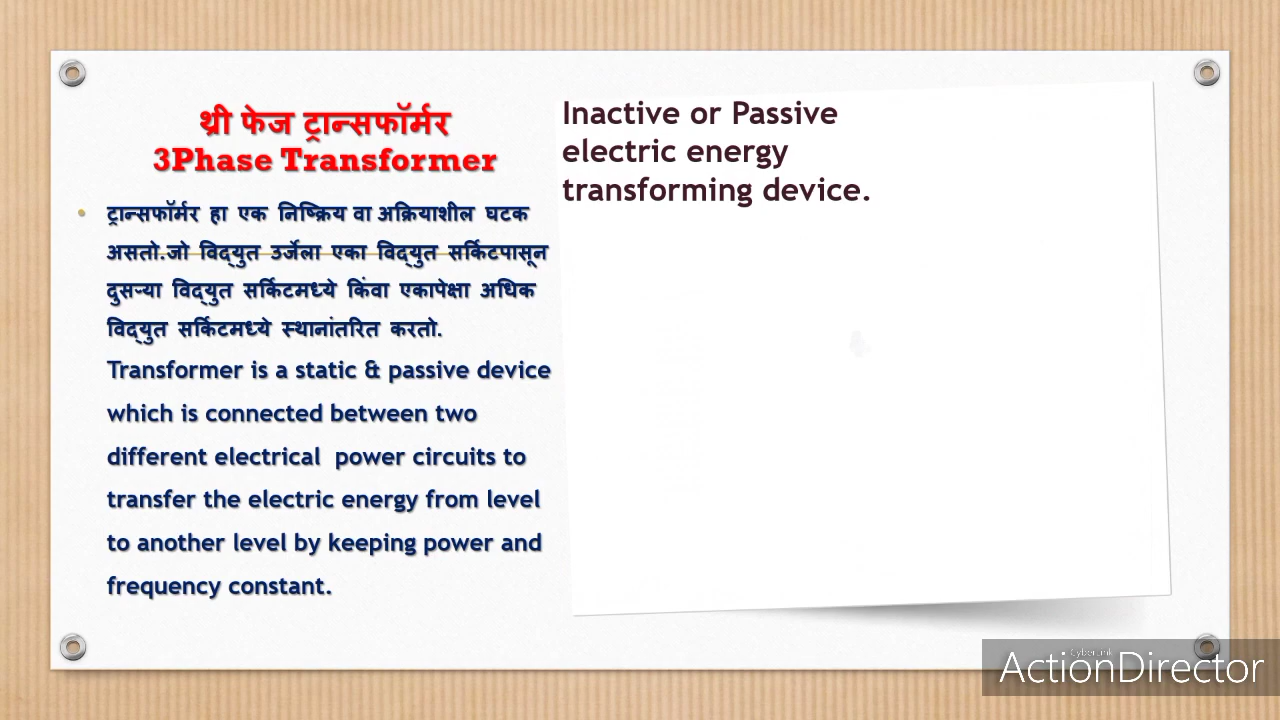 थ्री फेज ट्रान्सफॉर्मर
3Phase Transformer
• ट्रान्सफॉर्मर हा एक निष्क्रिय वा अक्रियाशील घटक
असतो.जो विद्युत उर्जेला एका विद्युत सर्किटपासून
दुसऱ्या विद्युत सर्किटमध्ये किंवा एकापेक्षा अधिक
विद्युत सर्किटमध्ये स्थानांतरित करतो.
Transformer is a static & passive device
which is connected between two
different electrical power circuits to
transfer the electric energy from level
to another level by keeping power and
frequency constant.
Inactive or Passive
electric energy
transforming device.
CyberLink
ActionDirector